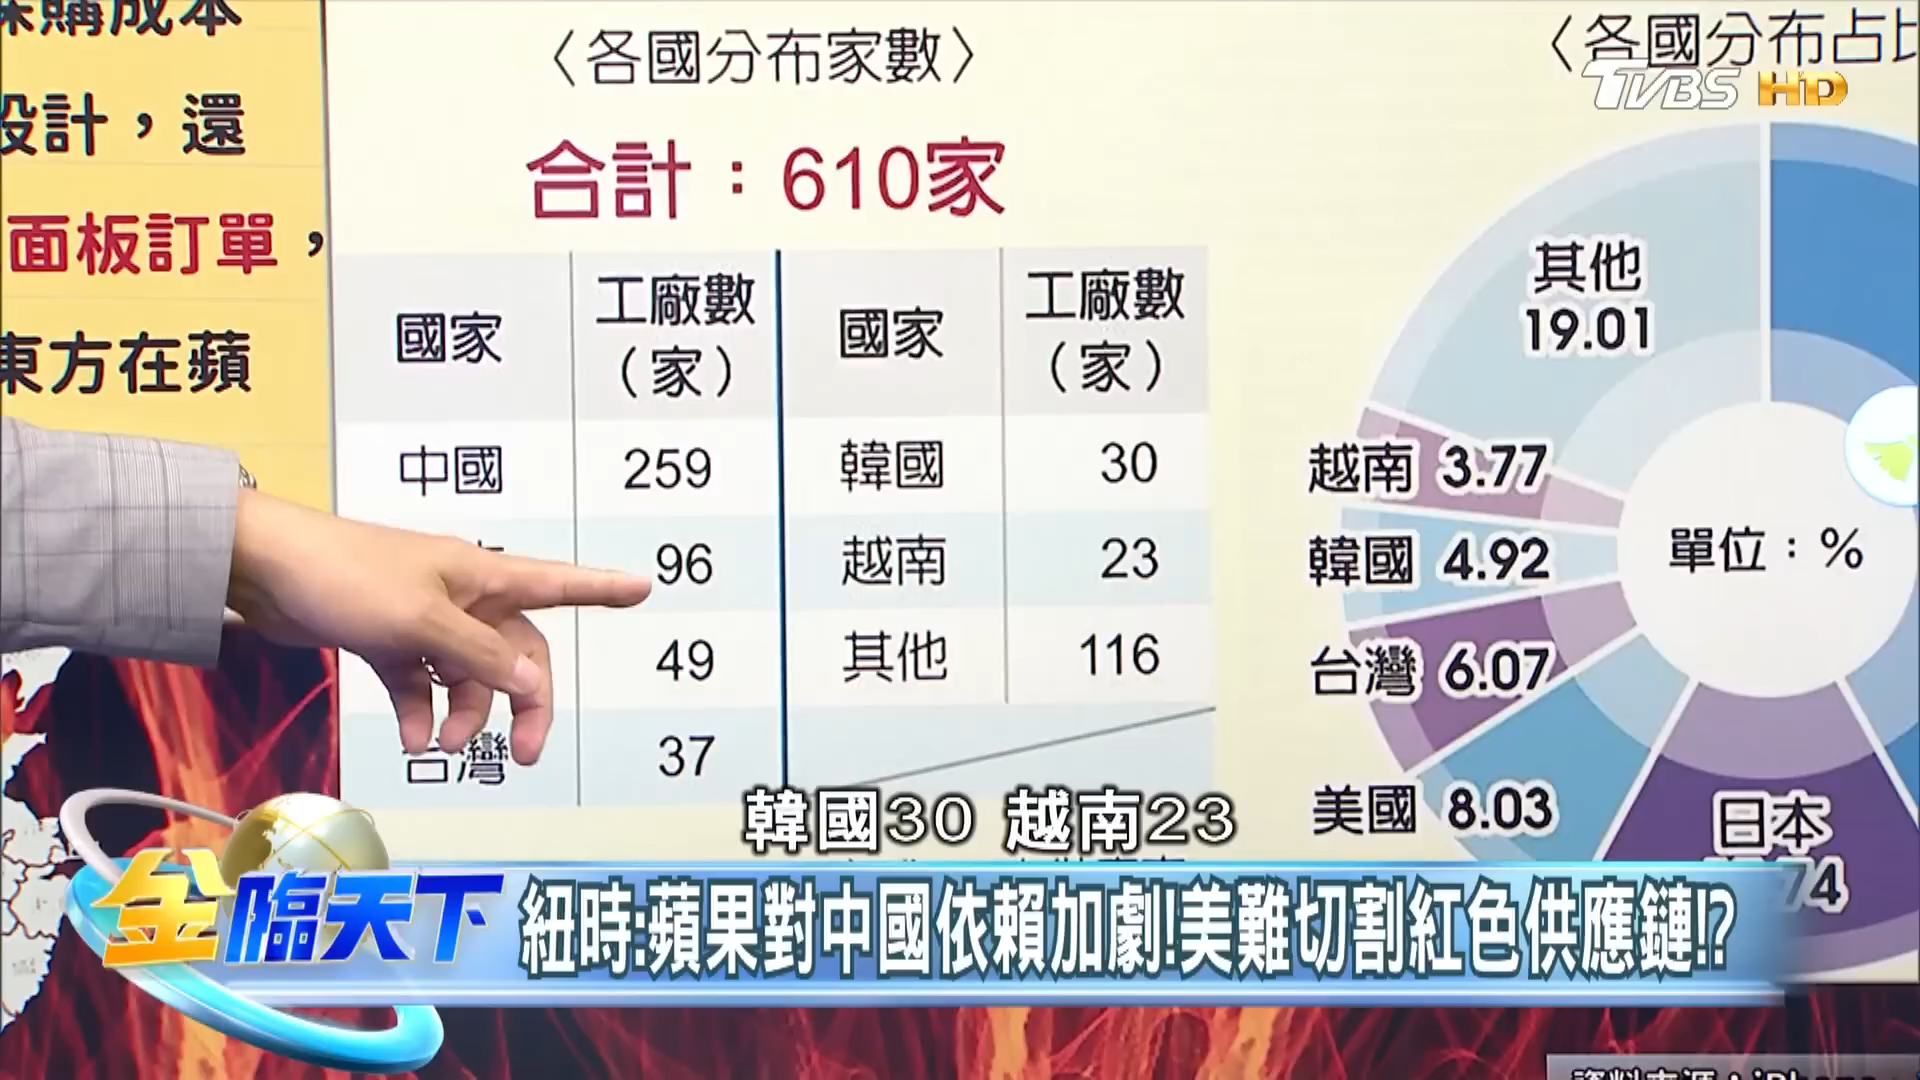 採購成本
設計，還
面板訂單，
東方在蘋
〈各國分布家數〉
合計：610家
國家
工廠數
（家）
國家
工廠數
（家）
中國
259
韓國
30
96
越南
23
49
其他
116
台灣
37
〈各國分布占比
TVBS HD
其他
19.01
越南 3.77
韓國 4.92
台灣 6.07
美國 8.03
日本
74
單位：%
韓國30 越南23
金臨天下
紐時:蘋果對中國依賴加劇!美難切割紅色供應鏈!?